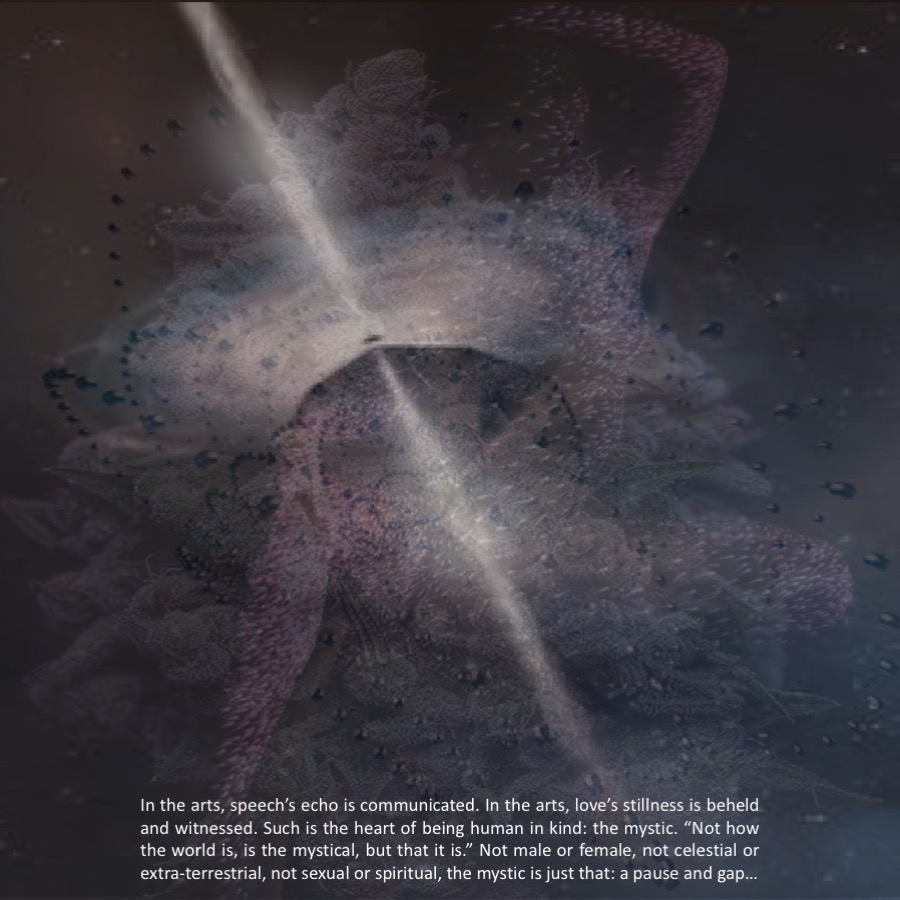 In the arts, speech’s echo is communicated. In the arts, love’s stillness is beheld
and witnessed. Such is the heart of being human in kind: the mystic. “Not how
the world is, is the mystical, but that it is.” Not male or female, not celestial or
extra-terrestrial, not sexual or spiritual, the mystic is just that: a pause and gap…